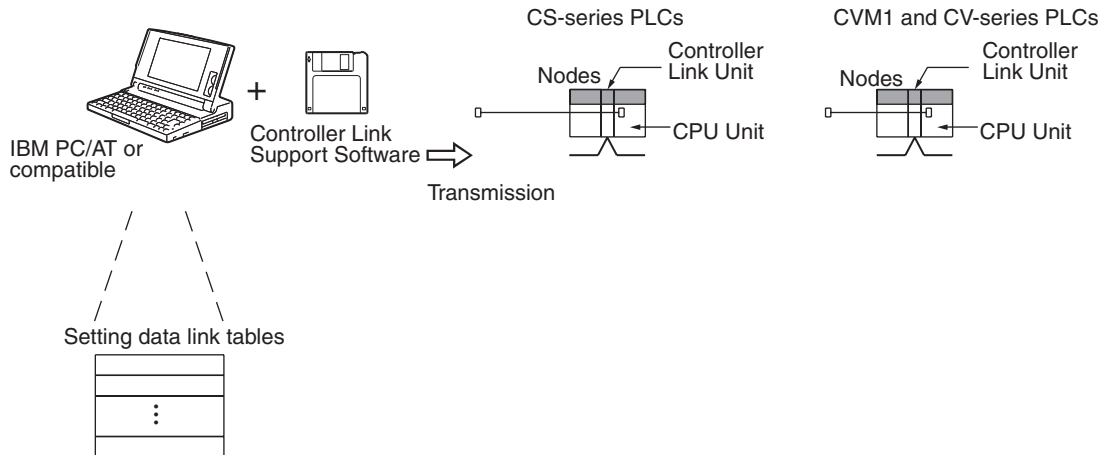 CS-series PLCs
CVM1 and CV-series PLCs
Controller
Link Unit
Nodes
CPU Unit
Controller
Link Unit
Nodes
CPU Unit
+
IBM PC/AT or
compatible
Controller Link
Support Software
Transmission
Setting data link tables